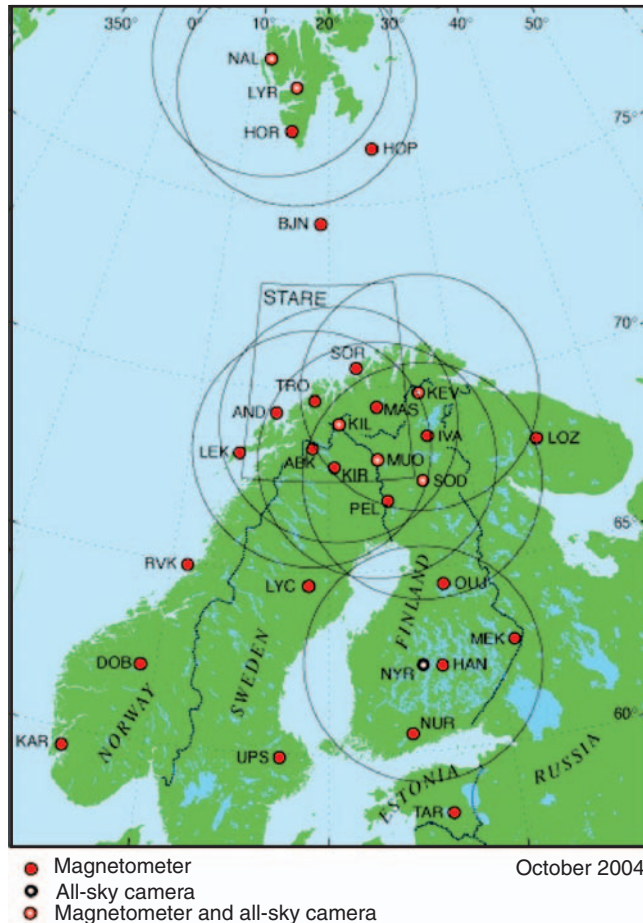 350° 0° 10° 20° 30° 40° 50°
NAL
LYR
75°
HOR
HOP
BJN
STARE
70°
SOR
TRO
KEV
AND
MAS
KIL
IVA
LOZ
LEK
ABK
MUO
KIR
SOD
PEL
65°
RVK
LYC
OUJ
FINLAND
MEK
DOB
HAN
NYR
SWEDEN
NORWAY
60°
NUR
KAR
UPS
RUSSIA
ESTONIA
TAR
Magnetometer
October 2004
All-sky camera
Magnetometer and all-sky camera